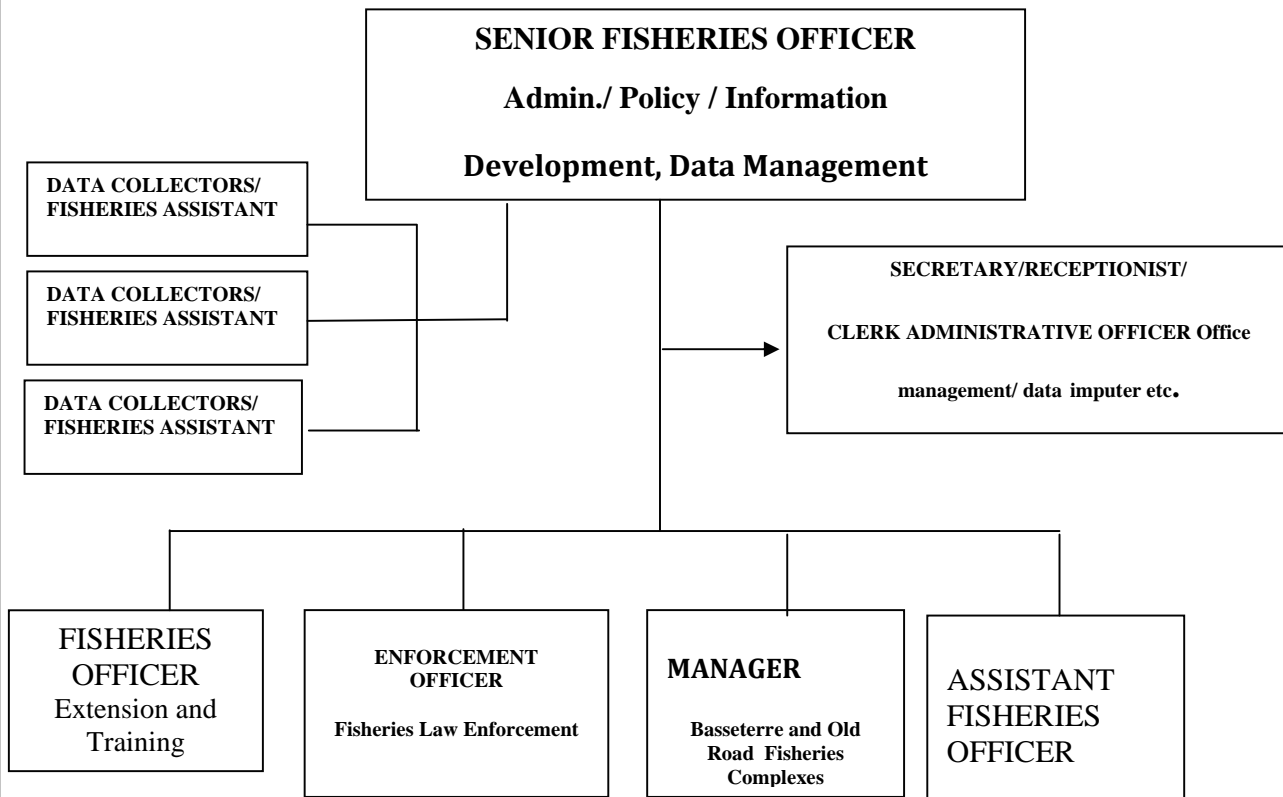 SENIOR FISHERIES OFFICER
Admin./ Policy / Information
Development, Data Management
DATA COLLECTORS/
FISHERIES ASSISTANT
DATA COLLECTORS/
FISHERIES ASSISTANT
DATA COLLECTORS/
FISHERIES ASSISTANT
SECRETARY/RECEPTIONIST/
CLERK ADMINISTRATIVE OFFICER Office
management/ data imputer etc.
FISHERIES
OFFICER
Extension and
Training
ENFORCEMENT
OFFICER
Fisheries Law Enforcement
MANAGER
Basseterre and Old
Road Fisheries
Complexes
ASSISTANT
FISHERIES
OFFICER